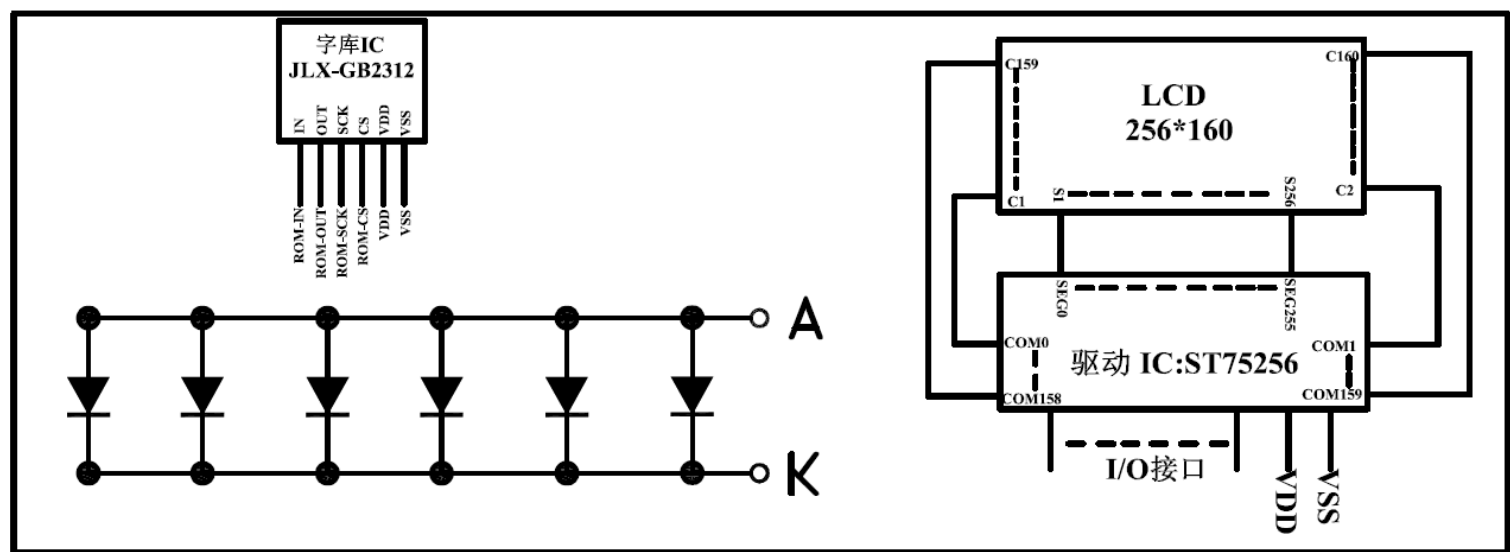 字库IC
JLX-GB2312
IN
OUT
SCK
CS
VDD
VSS
ROM-IN
ROM-OUT
ROM-SCK
ROM-CS
VDD
VSS
A
K
C159
C160
LCD
256*160
C1
S1
S256
C2
SEG0
SEG255
COM0
COM1
驱动 IC:ST75256
COM158
COM159
I/O接口
VDD
VSS